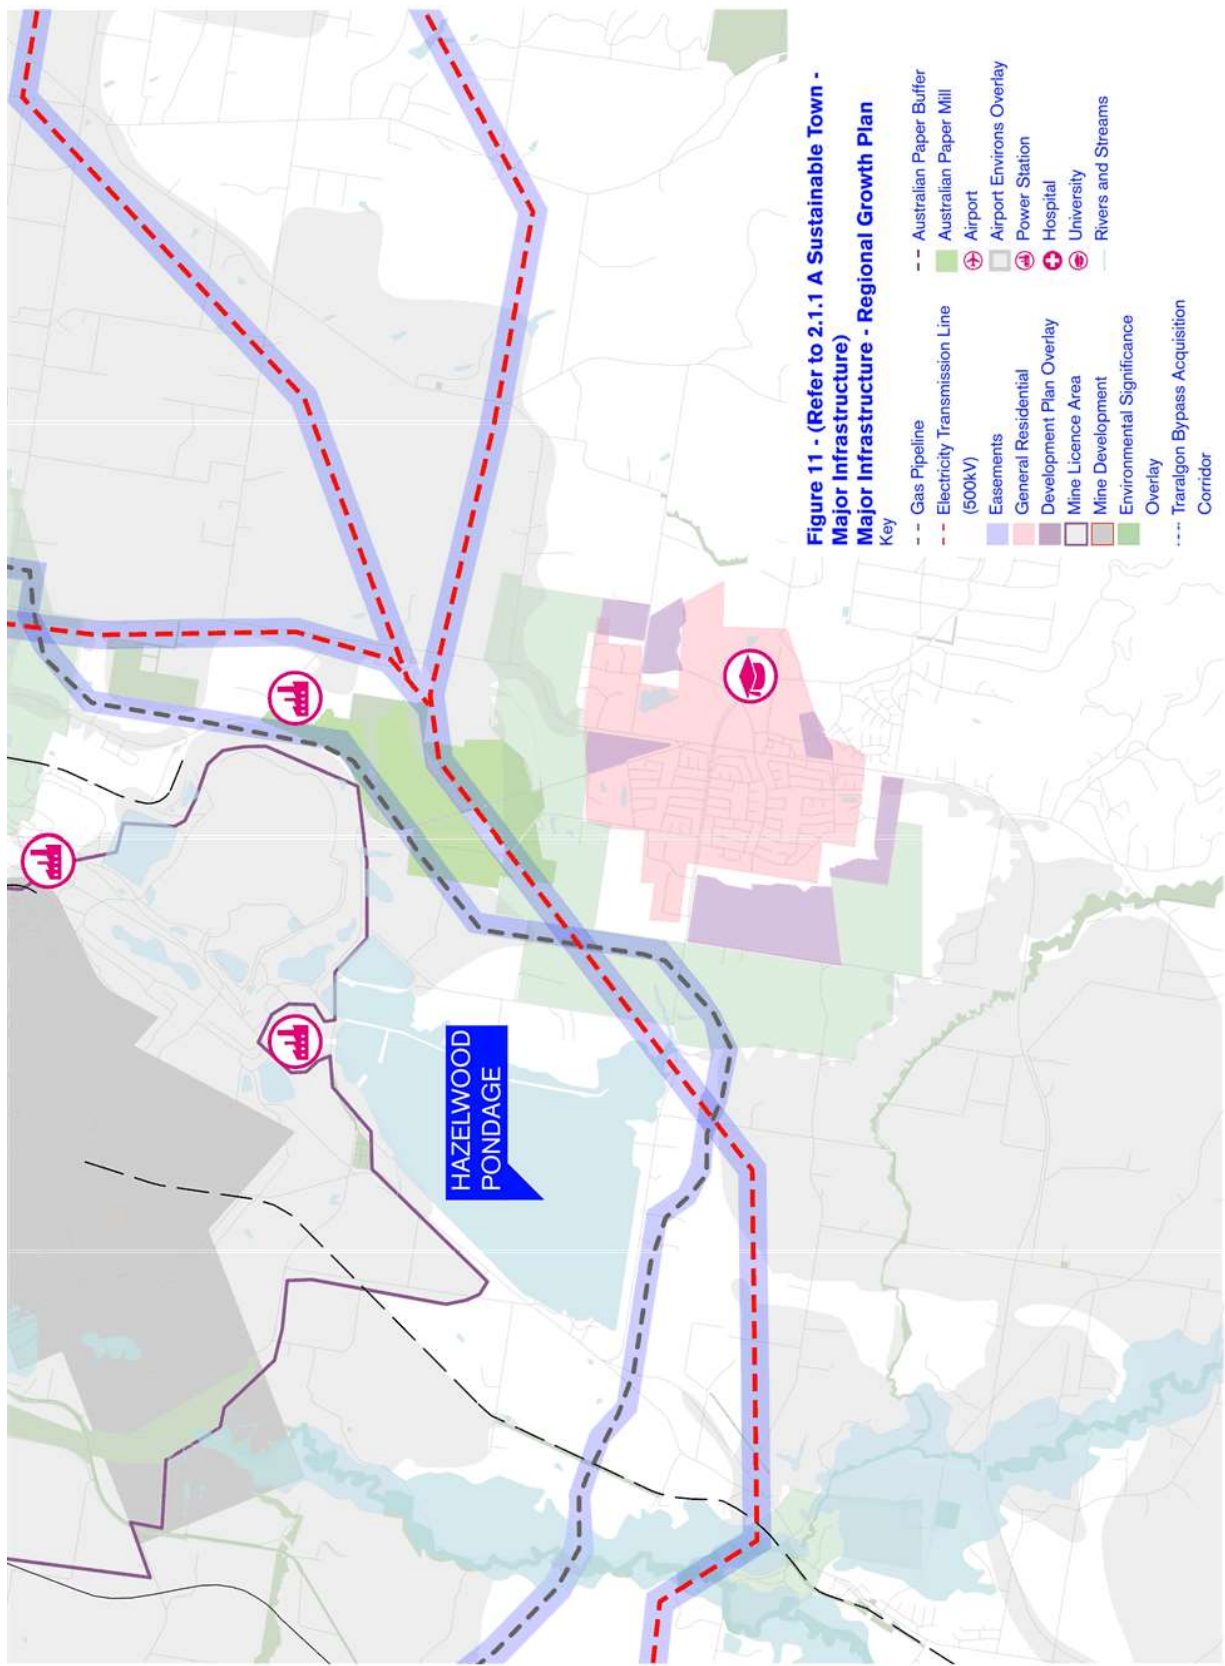 Figure 11 - (Refer to 2.1.1 A Sustainable Town -
Major Infrastructure)
Major Infrastructure - Regional Growth Plan
Key
Gas Pipeline
Electricity Transmission Line
(500kV)
Easements
General Residential
Development Plan Overlay
Mine Licence Area
Mine Development
Environmental Significance
Overlay
Traralgon Bypass Acquisition
Corridor
Australian Paper Buffer
Australian Paper Mill
Airport
Airport Environs Overlay
Power Station
Hospital
University
Rivers and Streams
HAZELWOOD
PONDAGE